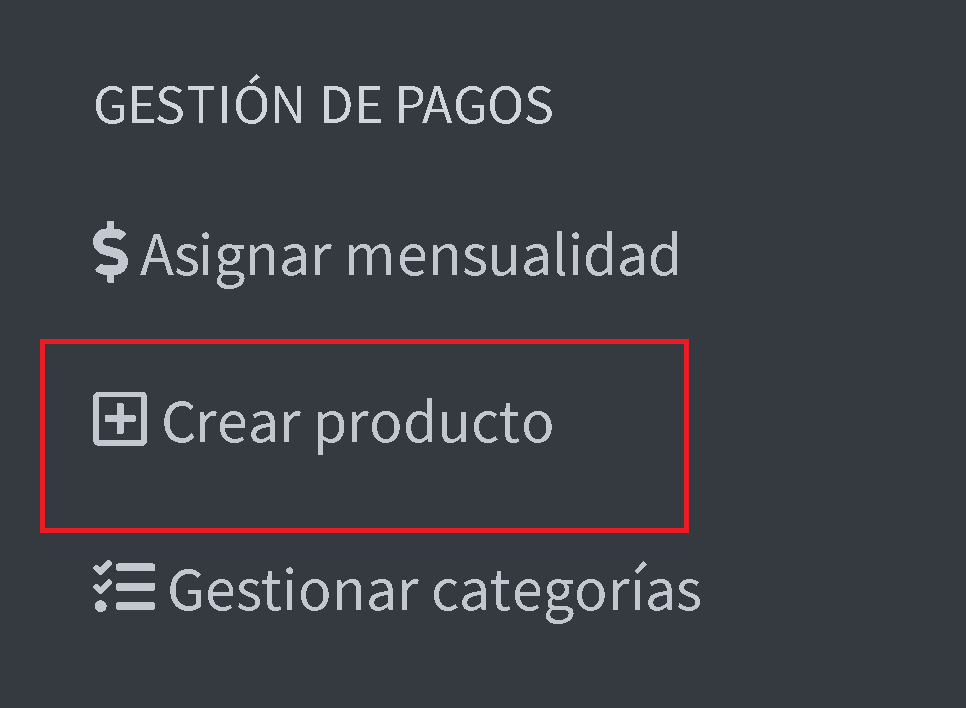 GESTIÓN DE PAGOS
$ Asignar mensualidad
Crear producto
Gestionar categorías